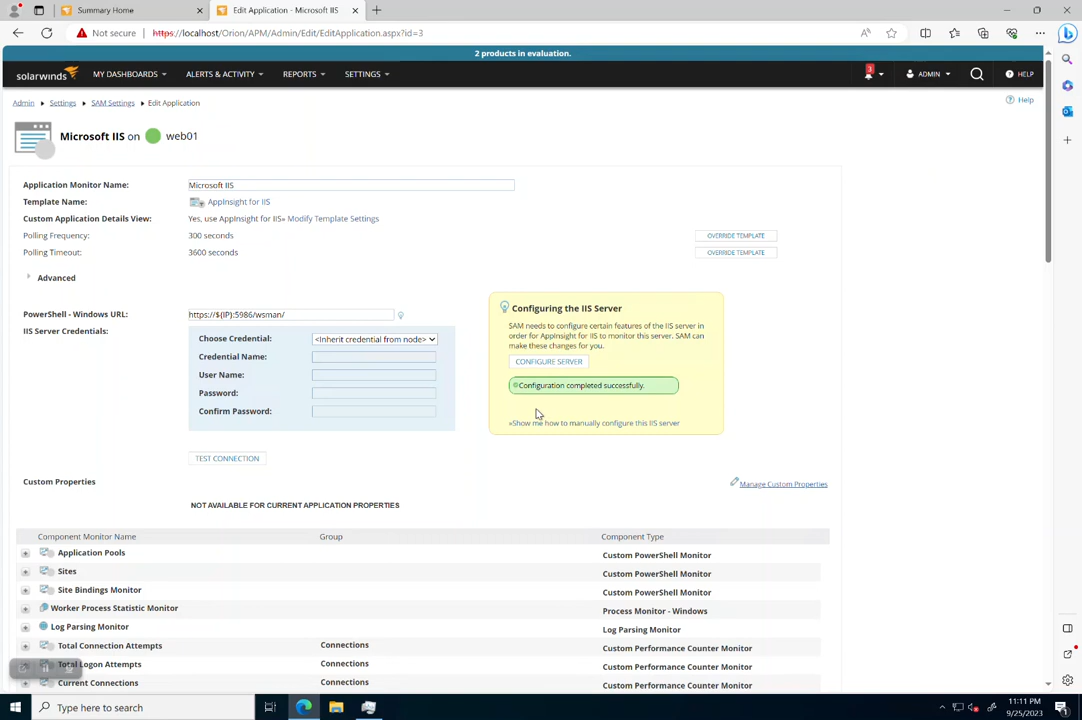 Summary Home
Edit Application - Microsoft IIS
Not secure
https://localhost/Orion/APM/Admin/Edit/EditApplication.aspx?id=3
2 products in evaluation.
solarwinds
MY DASHBOARDS
ALERTS & ACTIVITY
REPORTS
SETTINGS
3
ADMIN
HELP
Admin
Settings
SAM Settings
Edit Application
Help
Microsoft IIS on web01
Application Monitor Name:
Microsoft IIS
Template Name:
AppInsight for IIS
Custom Application Details View:
Yes, use AppInsight for IIS» Modify Template Settings
Polling Frequency:
300 seconds
OVERRIDE TEMPLATE
Polling Timeout:
3600 seconds
OVERRIDE TEMPLATE
Advanced
PowerShell - Windows URL:
https://${IP}:5986/wsman/
IIS Server Credentials:
Choose Credential:
<Inherit credential from node>
Credential Name:
User Name:
Password:
Confirm Password:
Configuring the IIS Server
SAM needs to configure certain features of the IIS server in
order for AppInsight for IIS to monitor this server. SAM can
make these changes for you.
CONFIGURE SERVER
Configuration completed successfully.
»Show me how to manually configure this IIS server
TEST CONNECTION
Custom Properties
Manage Custom Properties
NOT AVAILABLE FOR CURRENT APPLICATION PROPERTIES
Component Monitor Name Group Component Type
Application Pools Custom PowerShell Monitor
Sites Custom PowerShell Monitor
Site Bindings Monitor Custom PowerShell Monitor
Worker Process Statistic Monitor Process Monitor - Windows
Log Parsing Monitor Log Parsing Monitor
Total Connection Attempts Connections Custom Performance Counter Monitor
Total Logon Attempts Connections Custom Performance Counter Monitor
Current Connections Connections Custom Performance Counter Monitor
Type here to search
11:11 PM
9/25/2023
1